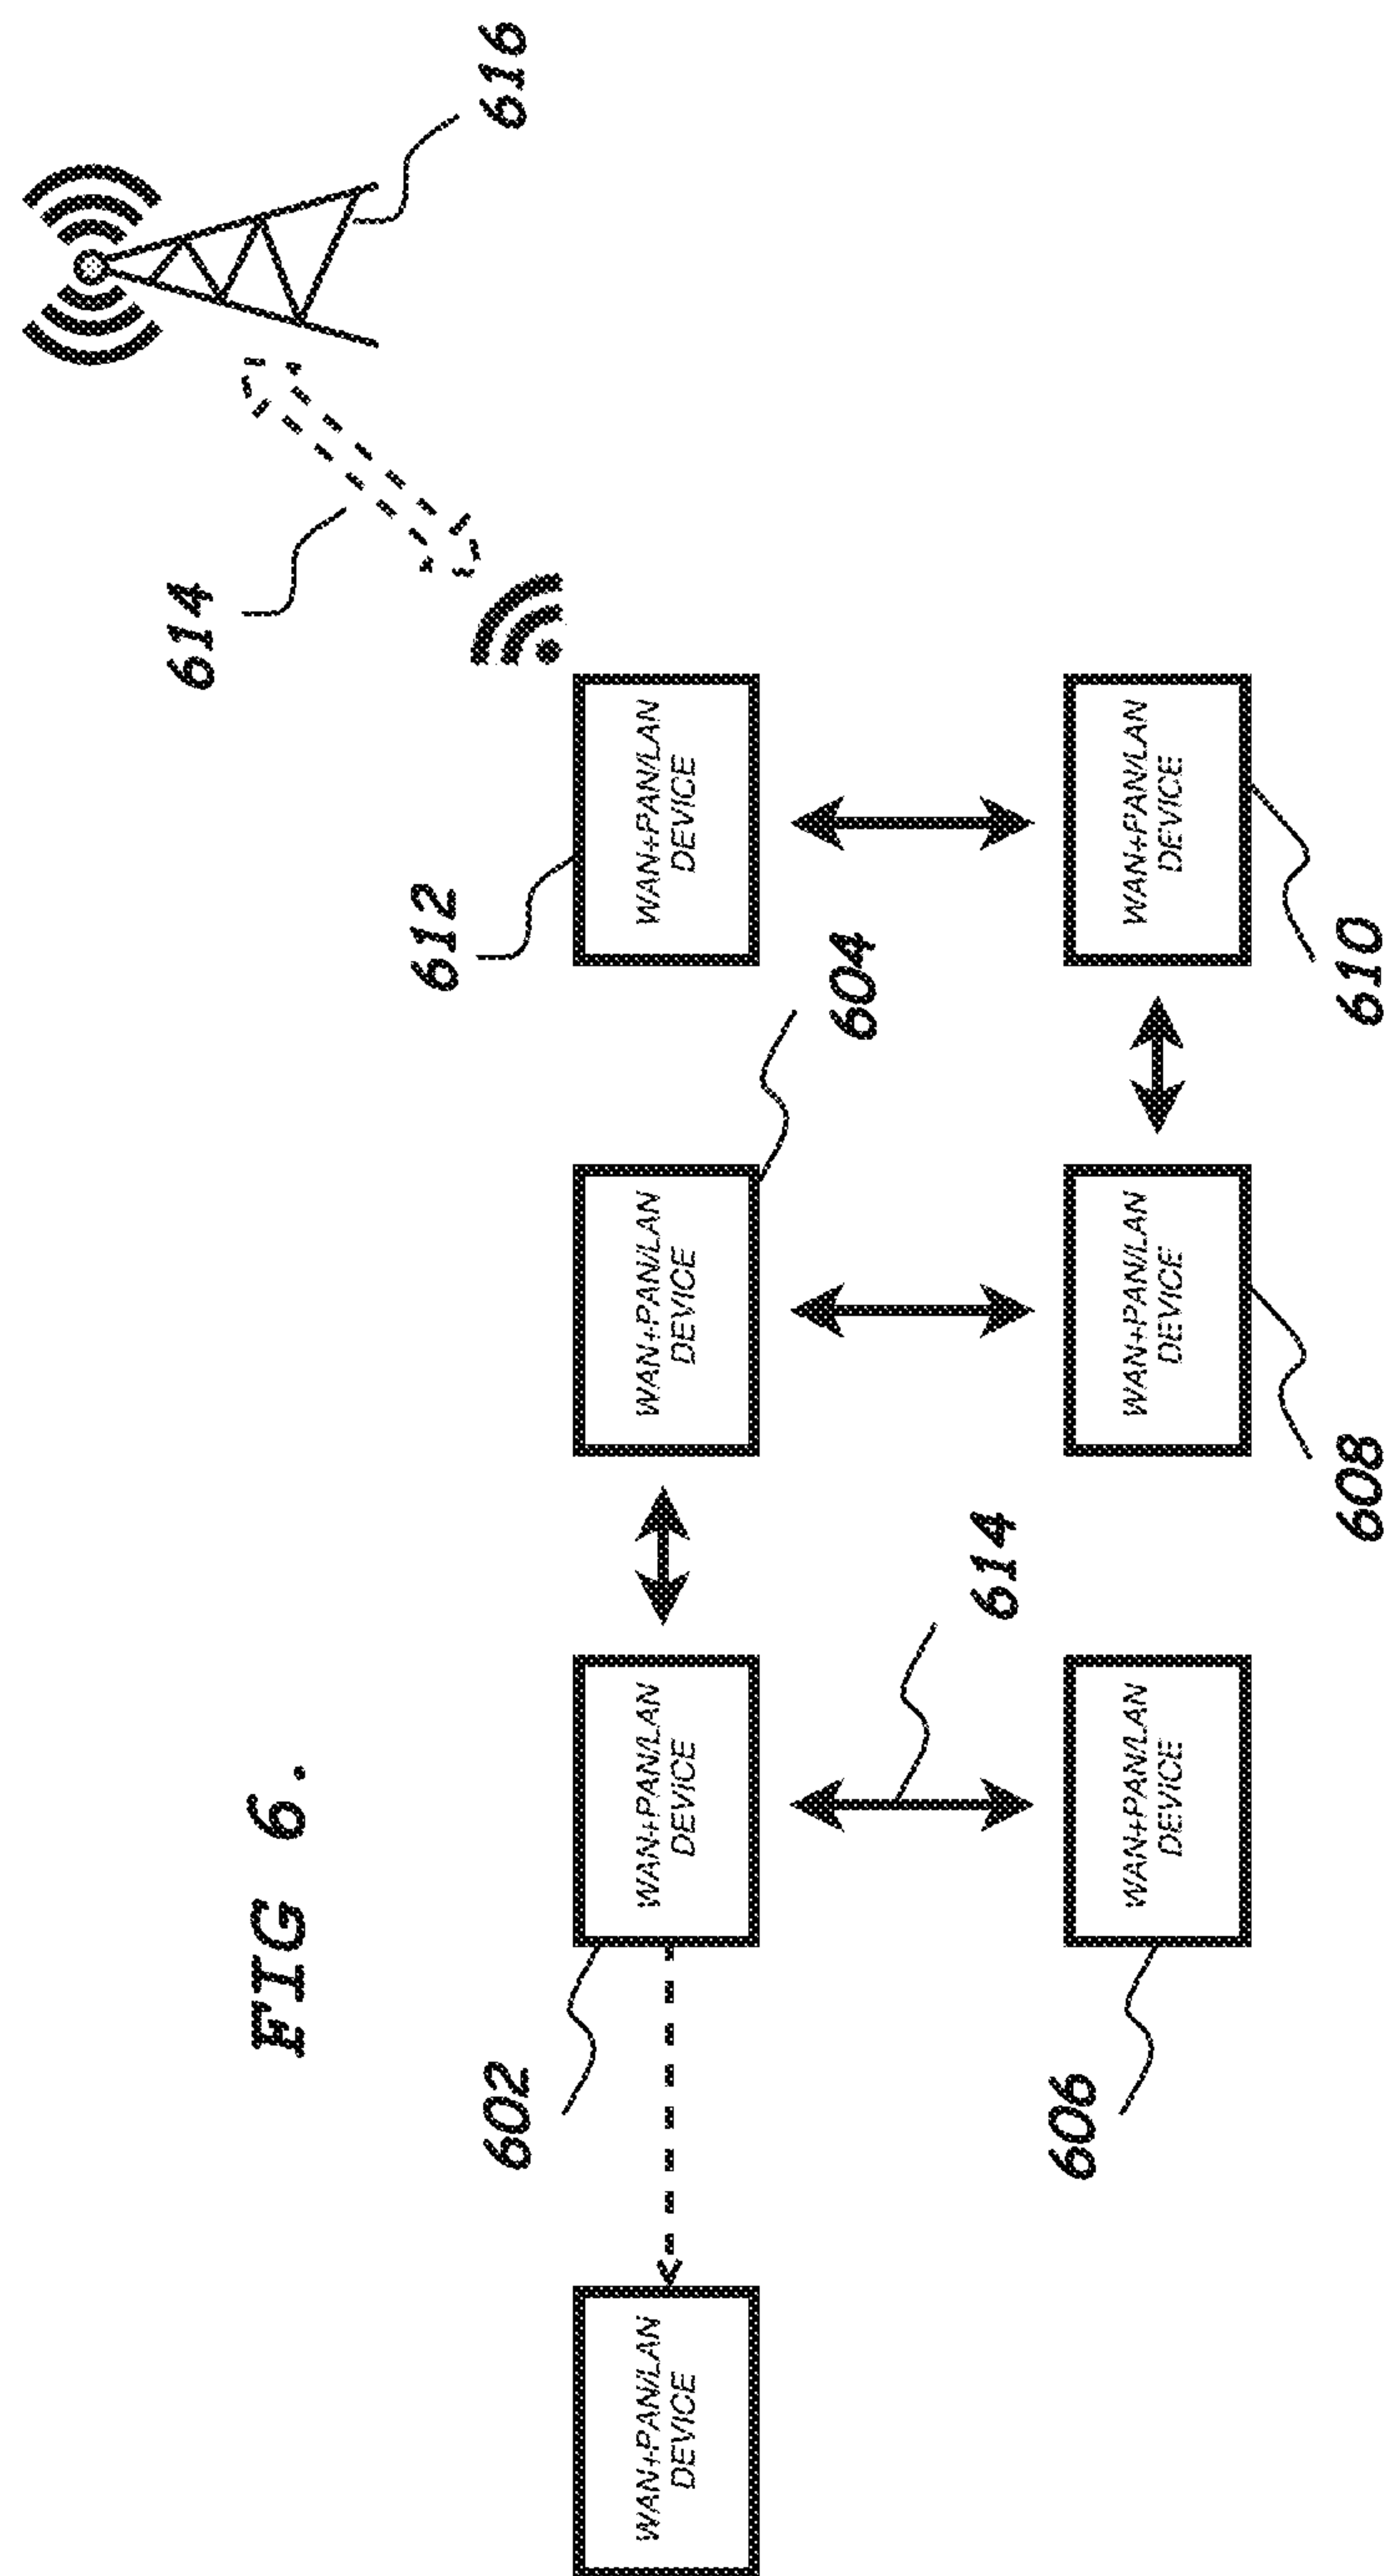 614
FIG 6.
612
602
616
WAN+PAN/LAN
DEVICE
WAN+PAN/LAN
DEVICE
WAN+PAN/LAN
DEVICE
WAN+PAN/LAN
DEVICE
604
614
606
WAN+PAN/LAN
DEVICE
WAN+PAN/LAN
DEVICE
WAN+PAN/LAN
DEVICE
608
610